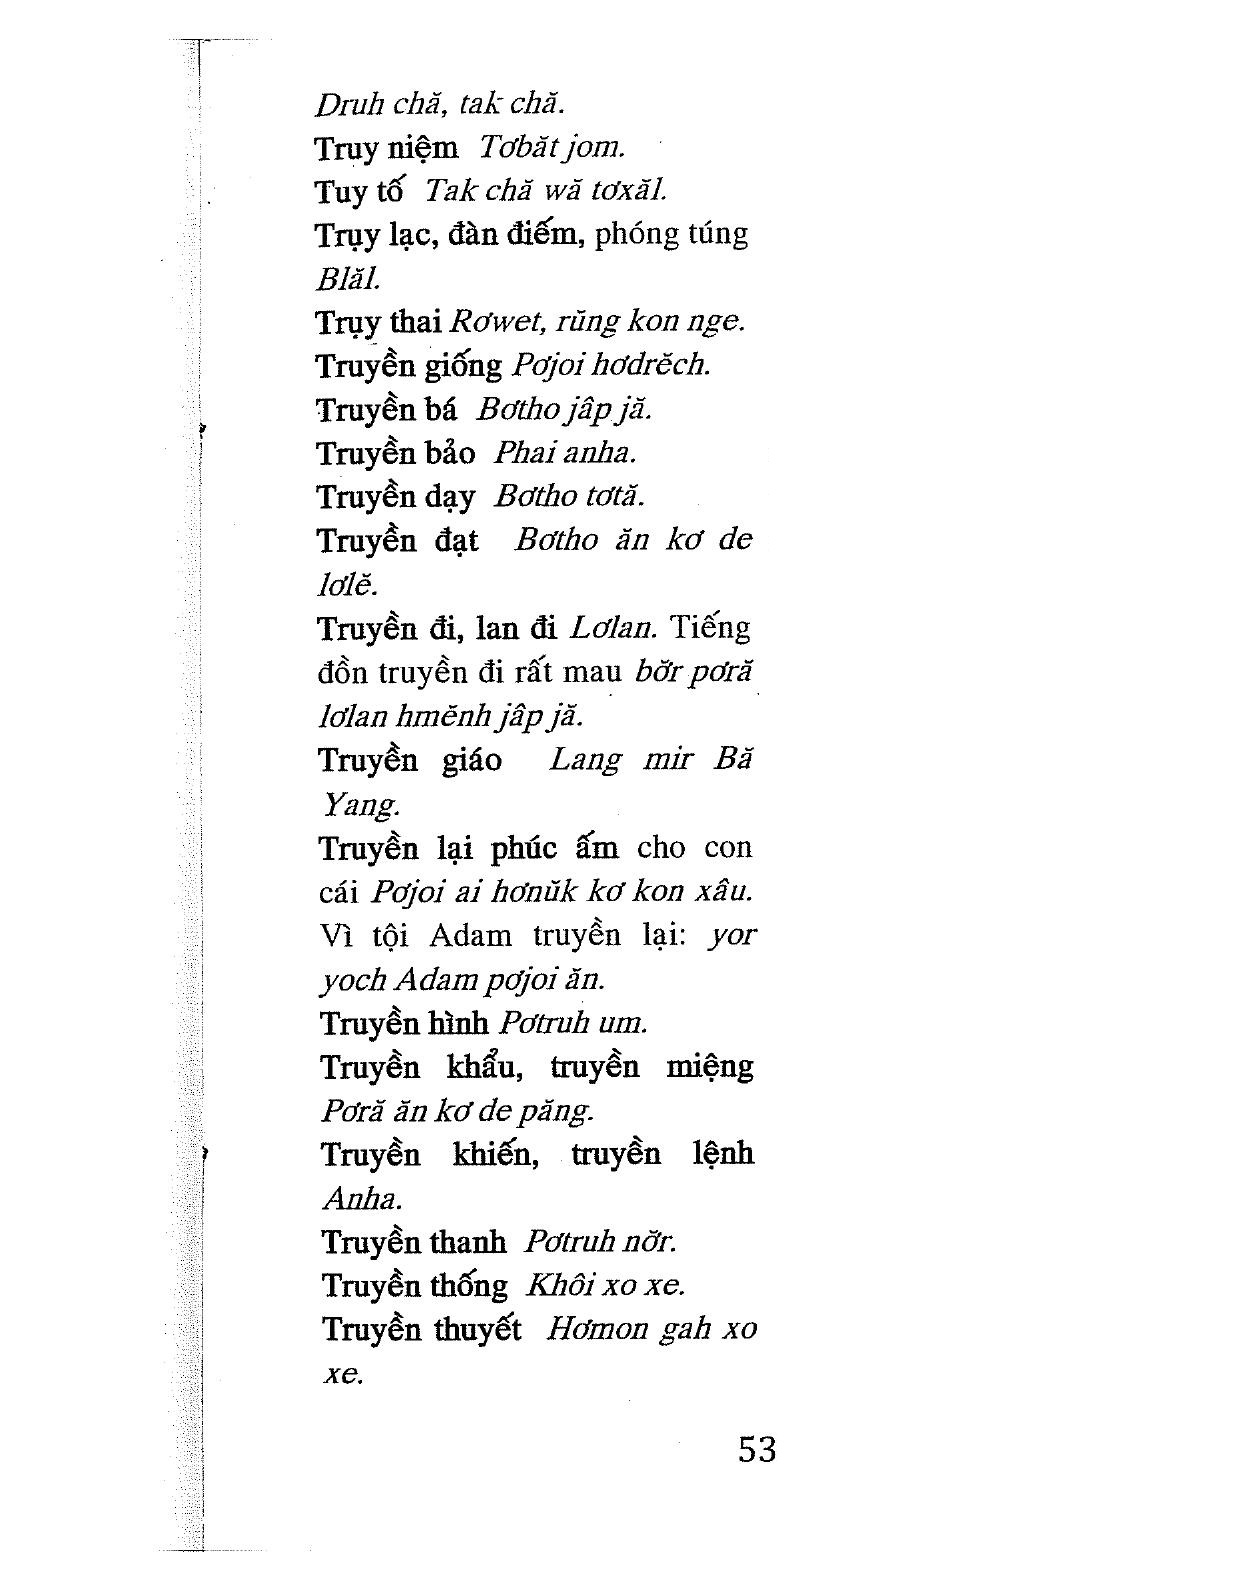 Druh chă, tak chă.
Truy niệm Tơbăt jom.
Tuy tố Tak chă wă tơxăl.
Trụy lạc, đàn điếm, phóng túng
Blăl.
Trụy thai Rơwet, rŭng kon nge.
Truyền giống Pơjoi hơdrĕch.
Truyền bá Bơtho jâp jă.
Truyền bảo Phai anha.
Truyền dạy Bơtho tơtă.
Truyền đạt Bơtho ăn kơ de
lơlĕ.
Truyền đi, lan đi Lơlan. Tiếng
đồn truyền đi rất mau bơ̆r pơră
lơlan hmĕnh jâp jă.
Truyền giáo Lang mir Bă
Yang.
Truyền lại phúc ấm cho con
cái Pơjoi ai hơnŭk kơ kon xâu.
Vì tội Adam truyền lại: yor
yoch Adam pơjoi ăn.
Truyền hình Pơtruh um.
Truyền khẩu, truyền miệng
Pơră ăn kơ de păng.
Truyền khiến, truyền lệnh
Anha.
Truyền thanh Pơtruh nơ̆r.
Truyền thống Khôi xo xe.
Truyền thuyết Hơmon gah xo
xe.
53